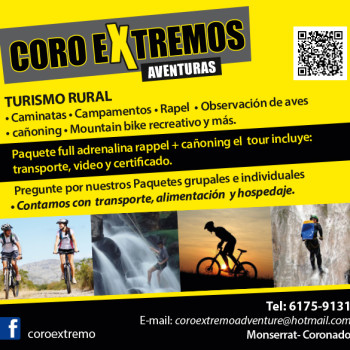 CORO EXTREMOS
AVENTURAS
TURISMO RURAL
• Caminatas • Campamentos • Rapel • Observación de aves
• cañoning • Mountain bike recreativo y más.
Paquete full adrenalina rappel + cañoning el tour incluye:
transporte, video y certificado.
Pregunte por nuestros Paquetes grupales e individuales
• Contamos con transporte, alimentación y hospedaje.
Tel: 6175-9131
E-mail: coroextremoadventure@hotmail.com
f coroextremo
Monserrat- Coronado